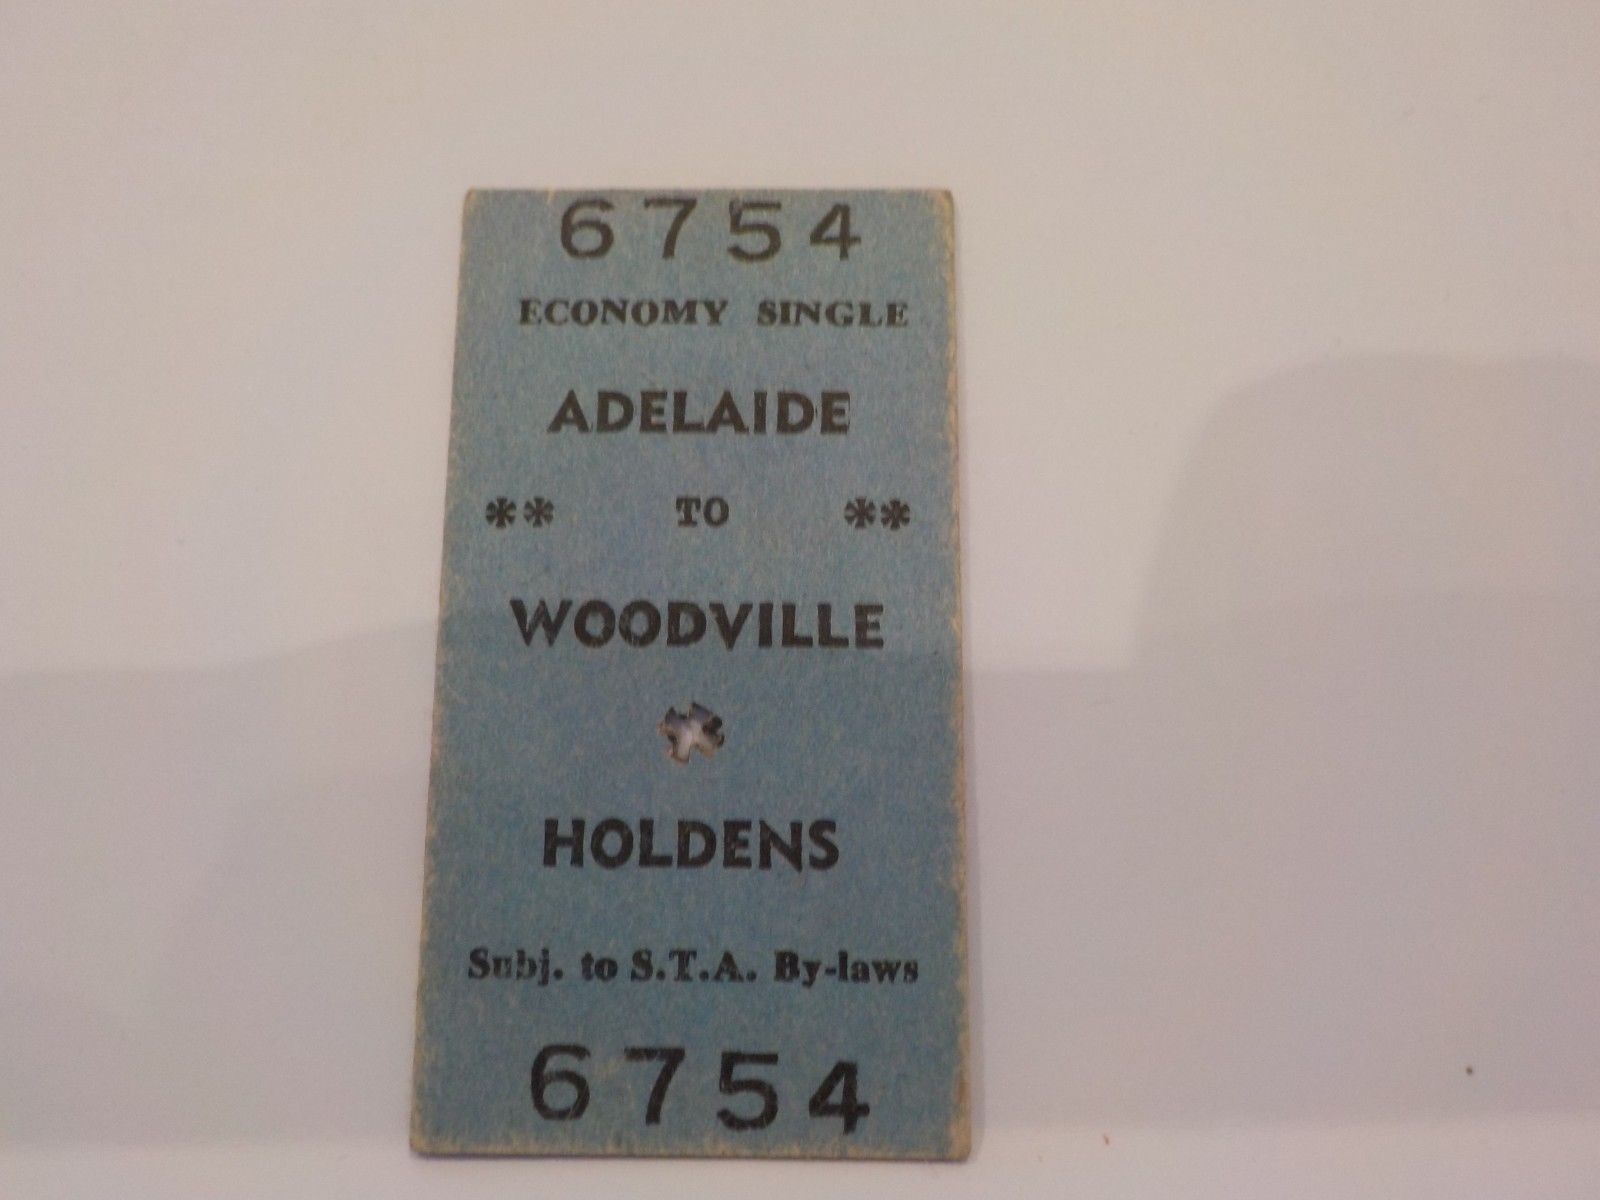 6754
ECONOMY SINGLE
ADELAIDE
** TO **
WOODVILLE
HOLDENS
Subj. to S.T.A. By-laws
6754